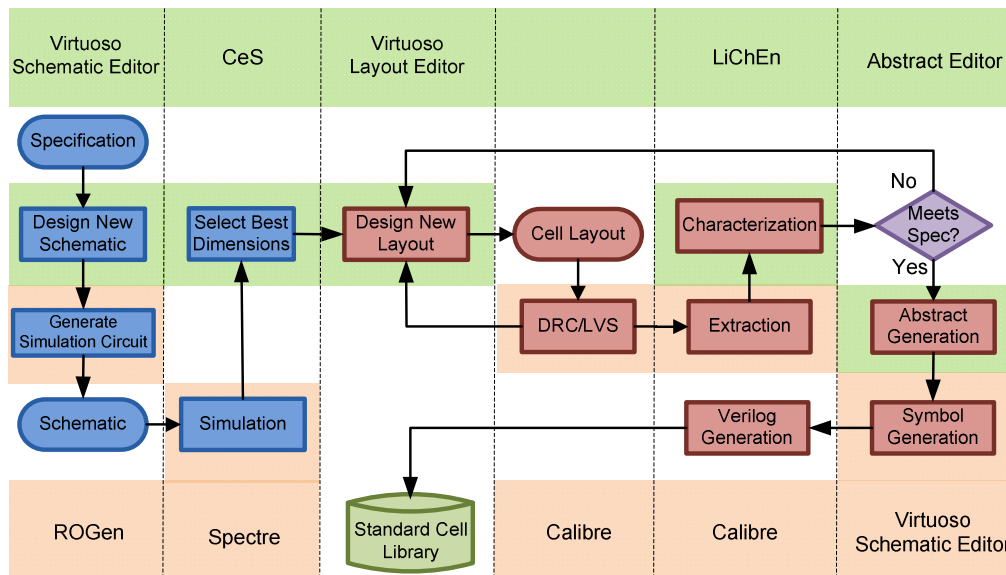 Virtuoso
Schematic Editor
CeS
Virtuoso
Layout Editor
LiChEn
Abstract Editor
Specification
No
Design New
Schematic
Select Best
Dimensions
Design New
Layout
Cell Layout
Characterization
Meets
Spec?
Yes
Generate
Simulation Circuit
DRC/LVS
Extraction
Abstract
Generation
Schematic
Simulation
Verilog
Generation
Symbol
Generation
ROGen
Spectre
Standard Cell
Library
Calibre
Calibre
Virtuoso
Schematic Editor